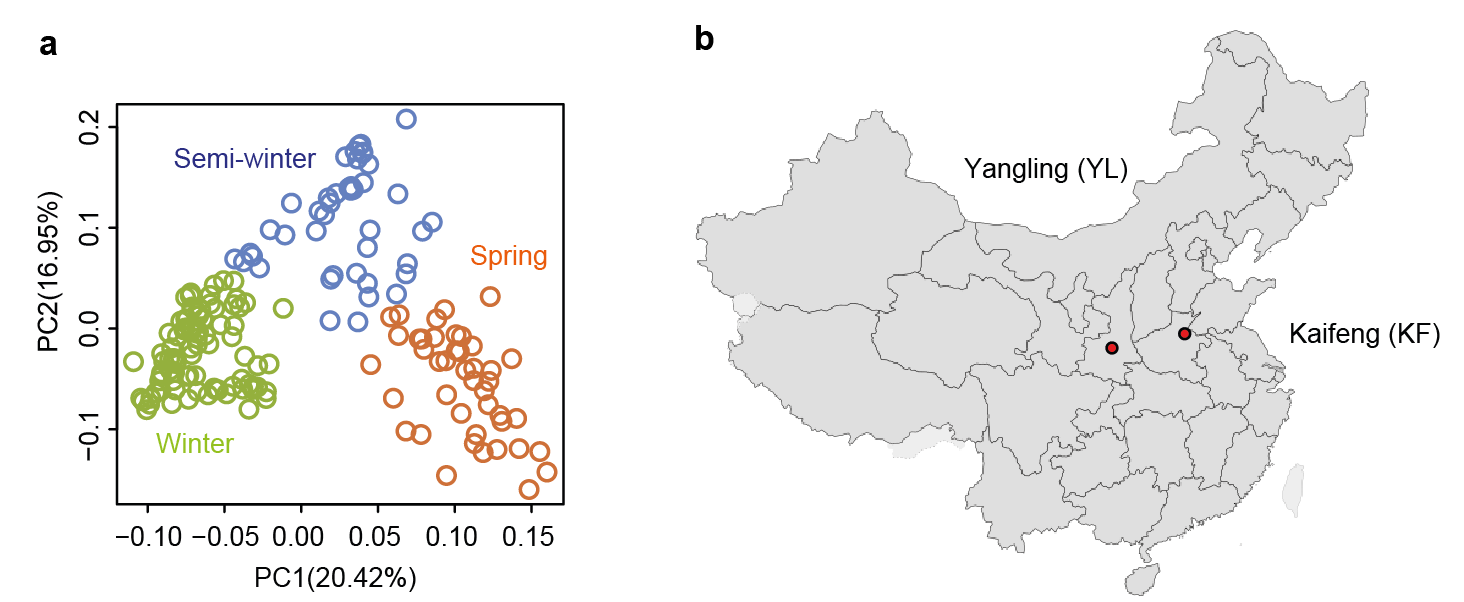 a
b
Semi-winter
Spring
Winter
0.2
0.1
0.0
−0.1
PC2(16.95%)
−0.10 −0.05 0.00 0.05 0.10 0.15
PC1(20.42%)
Yangling (YL)
Kaifeng (KF)